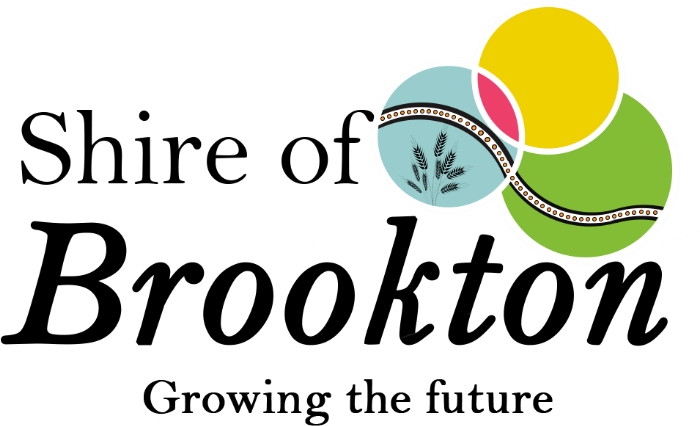 Shire of
Brookton
Growing the future